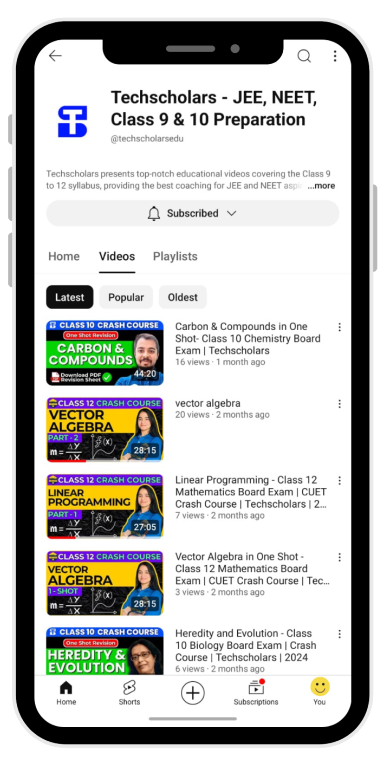 Techscholars - JEE, NEET,
Class 9 & 10 Preparation
@techscholarsedu
Techscholars presents top-notch educational videos covering the Class 9
to 12 syllabus, providing the best coaching for JEE and NEET aspi ...more
Subscribed
Home Videos Playlists
Latest Popular Oldest
CLASS 10 CRASH COURSE
One Shot Revision
CARBON &
COMPOUNDS
Download PDF
Revision Sheet
44:20
Carbon & Compounds in One
Shot- Class 10 Chemistry Board
Exam | Techscholars
16 views · 1 month ago
CLASS 12 CRASH COURSE
VECTOR
ALGEBRA
PART - 2
m = ΔY
ΔX
28:15
vector algebra
20 views · 2 months ago
CLASS 12 CRASH COURSE
LINEAR
PROGRAMMING
PART - 1
m = ΔY
ΔX
27:05
Linear Programming - Class 12
Mathematics Board Exam | CUET
Crash Course | Techscholars | 2...
7 views · 2 months ago
CLASS 12 CRASH COURSE
VECTOR
ALGEBRA
1 - SHOT
m = ΔY
ΔX
28:15
Vector Algebra in One Shot -
Class 12 Mathematics Board
Exam | CUET Crash Course | Tec...
3 views · 2 months ago
CLASS 10 CRASH COURSE
One Shot Revision
HEREDITY &
EVOLUTION
Heredity and Evolution - Class
10 Biology Board Exam | Crash
Course | Techscholars | 2024
6 views · 2 months ago
Home Shorts Subscriptions You